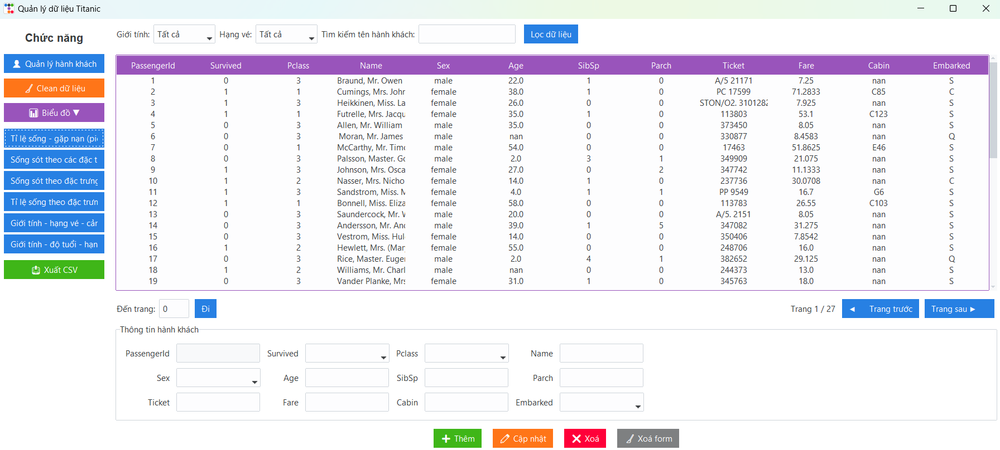 Quản lý dữ liệu Titanic
Chức năng
Quản lý hành khách
Clean dữ liệu
Biểu đồ ▼
Tỉ lệ sống - gặp nạn (pie
Sống sót theo các đặc t
Sống sót theo đặc trưng
Tỉ lệ sống theo đặc trưn
Giới tính - hạng vé - cản
Giới tính - độ tuổi - hạn
Xuất CSV
Giới tính: Tất cả Hạng vé: Tất cả Tìm kiếm tên hành khách: Lọc dữ liệu
PassengerId Survived Pclass Name Sex Age SibSp Parch Ticket Fare Cabin Embarked
1 0 3 Braund, Mr. Owen male 22.0 1 0 A/5 21171 7.25 nan S
2 1 1 Cumings, Mrs. John female 38.0 1 0 PC 17599 71.2833 C85 C
3 1 3 Heikkinen, Miss. La female 26.0 0 0 STON/O2. 3101282 7.925 nan S
4 1 1 Futrelle, Mrs. Jacqu female 35.0 1 0 113803 53.1 C123 S
5 0 3 Allen, Mr. William male 35.0 0 0 373450 8.05 nan S
6 0 3 Moran, Mr. James male nan 0 0 330877 8.4583 nan Q
7 0 1 McCarthy, Mr. Timo male 54.0 0 0 17463 51.8625 E46 S
8 0 3 Palsson, Master. Go male 2.0 3 1 349909 21.075 nan S
9 1 3 Johnson, Mrs. Osca female 27.0 0 2 347742 11.1333 nan S
10 1 2 Nasser, Mrs. Nicho female 14.0 1 0 237736 30.0708 nan C
11 1 3 Sandstrom, Miss. M female 4.0 1 1 PP 9549 16.7 G6 S
12 1 1 Bonnell, Miss. Eliza female 58.0 0 0 113783 26.55 C103 S
13 0 3 Saundercock, Mr. W male 20.0 0 0 A/5. 2151 8.05 nan S
14 0 3 Andersson, Mr. And male 39.0 1 5 347082 31.275 nan S
15 0 3 Vestrom, Miss. Hul female 14.0 0 0 350406 7.8542 nan S
16 1 2 Hewlett, Mrs. (Mar female 55.0 0 0 248706 16.0 nan S
17 0 3 Rice, Master. Euger male 2.0 4 1 382652 29.125 nan Q
18 1 2 Williams, Mr. Charl male nan 0 0 244373 13.0 nan S
19 0 3 Vander Planke, Mrs female 31.0 1 0 345763 18.0 nan S
Đến trang: 0 Đi Trang 1 / 27 ◄ Trang trước Trang sau ►
Thông tin hành khách
PassengerId Survived Pclass Name
Sex Age SibSp Parch
Ticket Fare Cabin Embarked
Thêm Cập nhật Xoá Xoá form